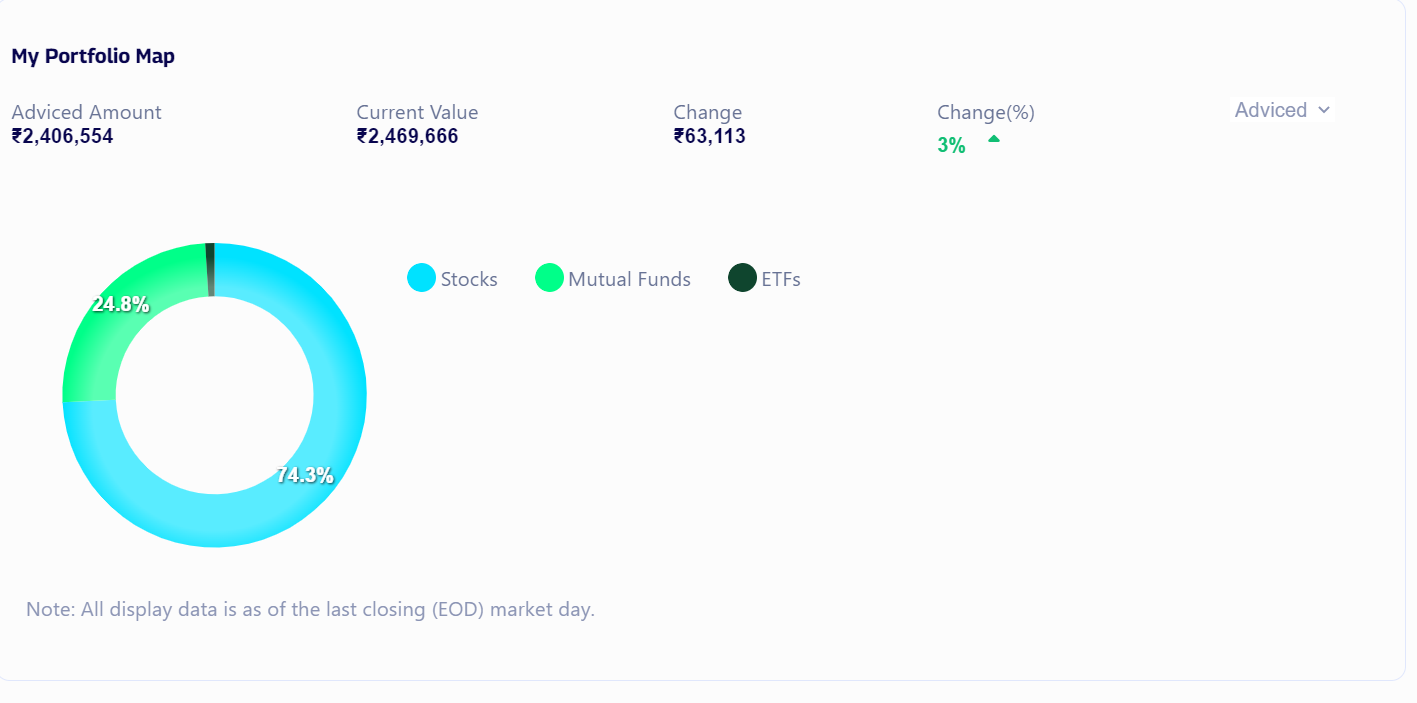 My Portfolio Map
Adviced Amount
₹2,406,554
Current Value
₹2,469,666
Change
₹63,113
Change(%)
3%
Adviced
Stocks
Mutual Funds
ETFs
24.8%
74.3%
Note: All display data is as of the last closing (EOD) market day.